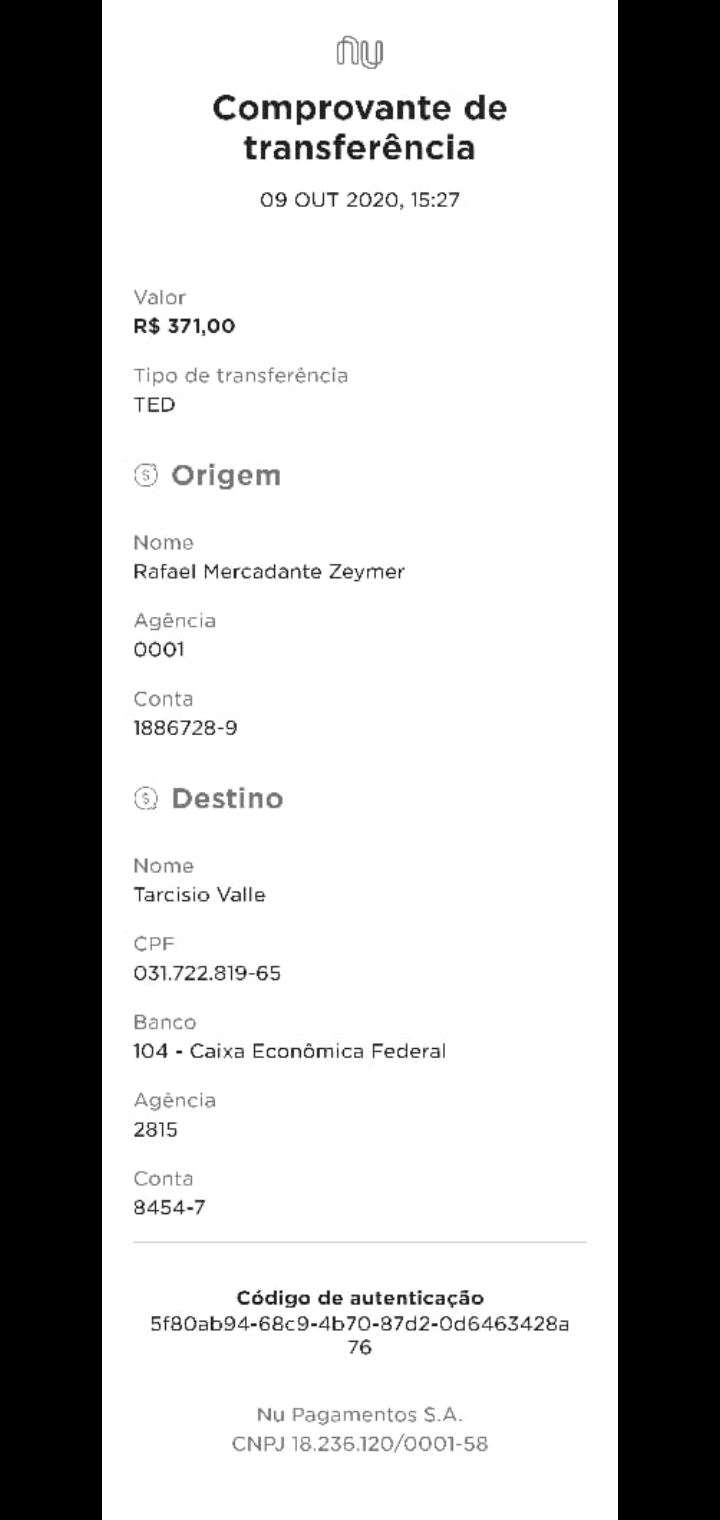 nu
Comprovante de
transferência
09 OUT 2020, 15:27
Valor
R$ 371,00
Tipo de transferência
TED
Origem
Nome
Rafael Mercadante Zeymer
Agência
0001
Conta
1886728-9
Destino
Nome
Tarcisio Valle
CPF
031.722.819-65
Banco
104 - Caixa Econômica Federal
Agência
2815
Conta
8454-7
Código de autenticação
5f80ab94-68c9-4b70-87d2-0d6463428a
76
Nu Pagamentos S.A.
CNPJ 18.236.120/0001-58